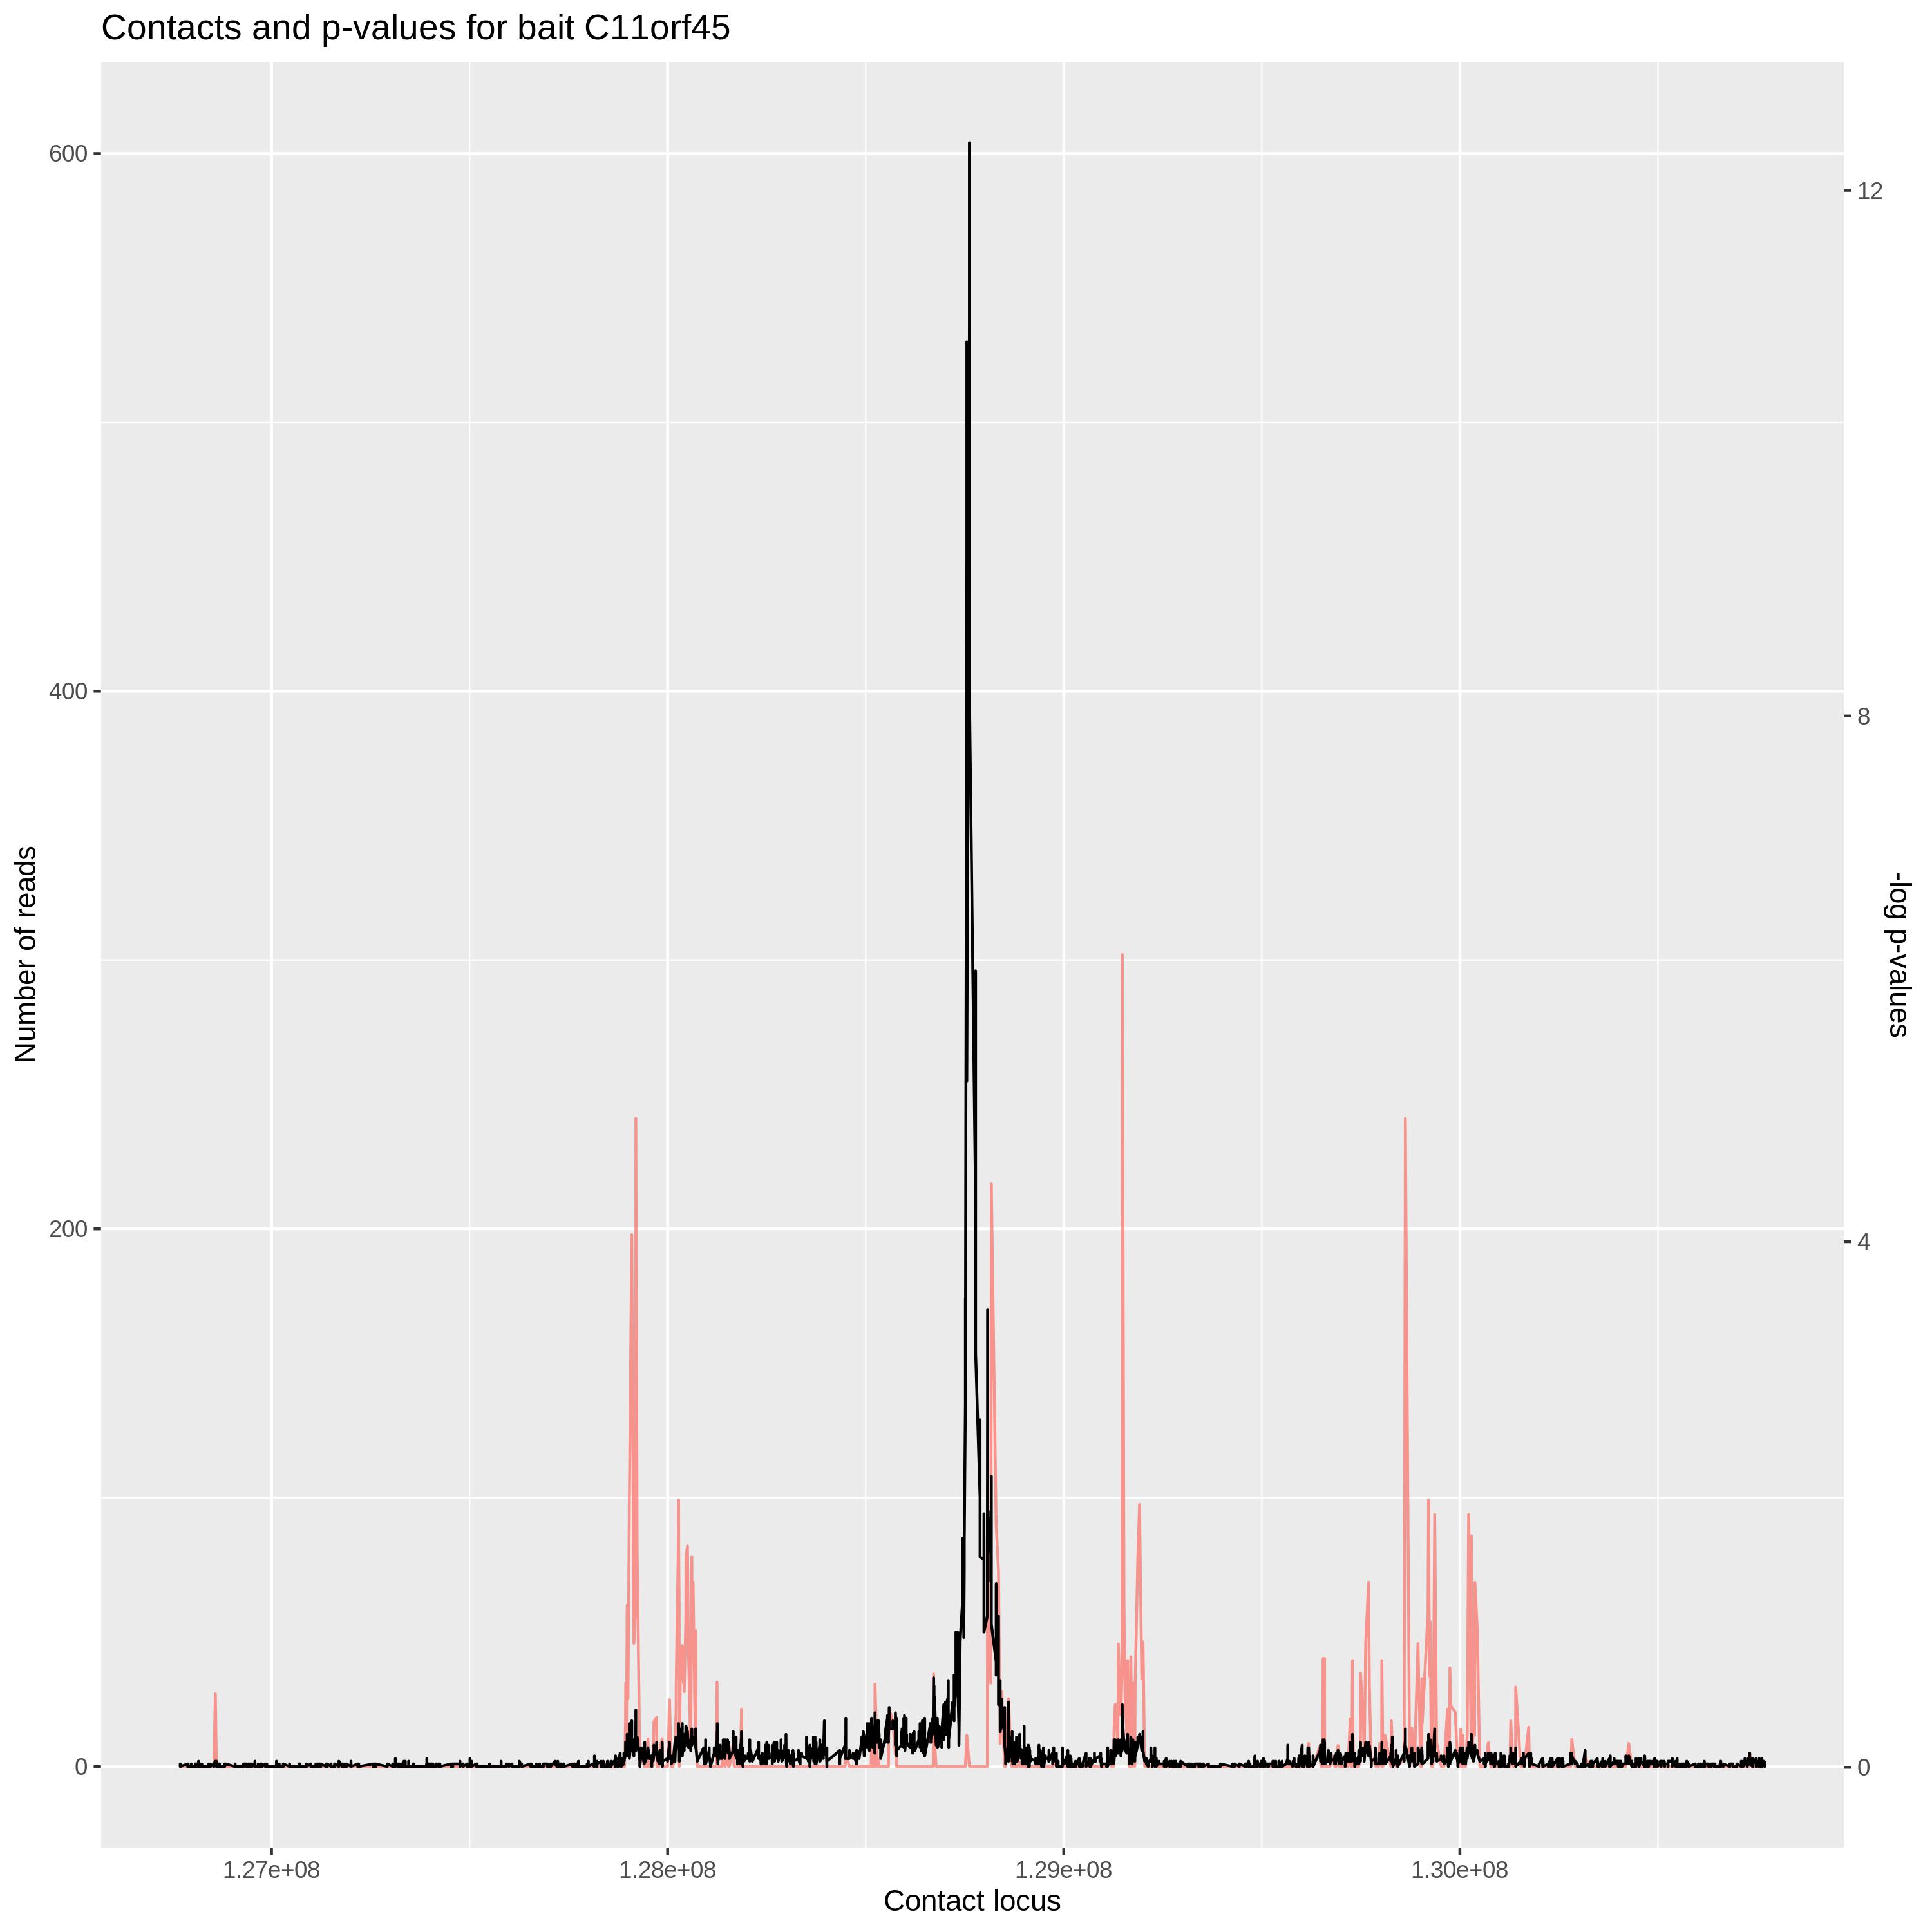 Contacts and p-values for bait C11orf45
600
400
200
0
Number of reads
12
8
4
0
-log p-values
1.27e+08
1.28e+08
1.29e+08
1.30e+08
Contact locus